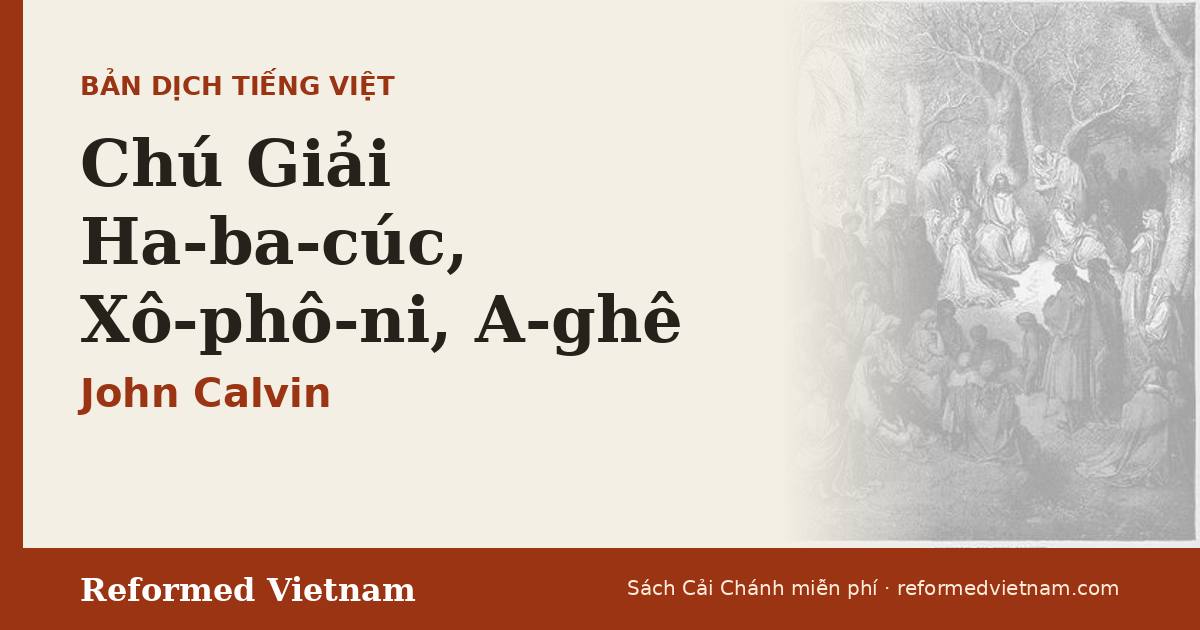 BẢN DỊCH TIẾNG VIỆT
Chú Giải
Ha-ba-cúc,
Xô-phô-ni, A-ghê
John Calvin
Reformed Vietnam
Sách Cải Chánh miễn phí · reformedvietnam.com